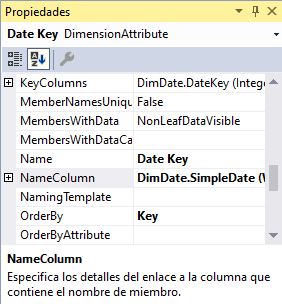 Propiedades
Date Key DimensionAttribute
KeyColumns DimDate.DateKey (Intege
MemberNamesUniqu False
MembersWithData NonLeafDataVisible
MembersWithDataCa
Name Date Key
NameColumn DimDate.SimpleDate (W
NamingTemplate
OrderBy Key
OrderByAttribute
NameColumn
Especifica los detalles del enlace a la columna que
contiene el nombre de miembro.